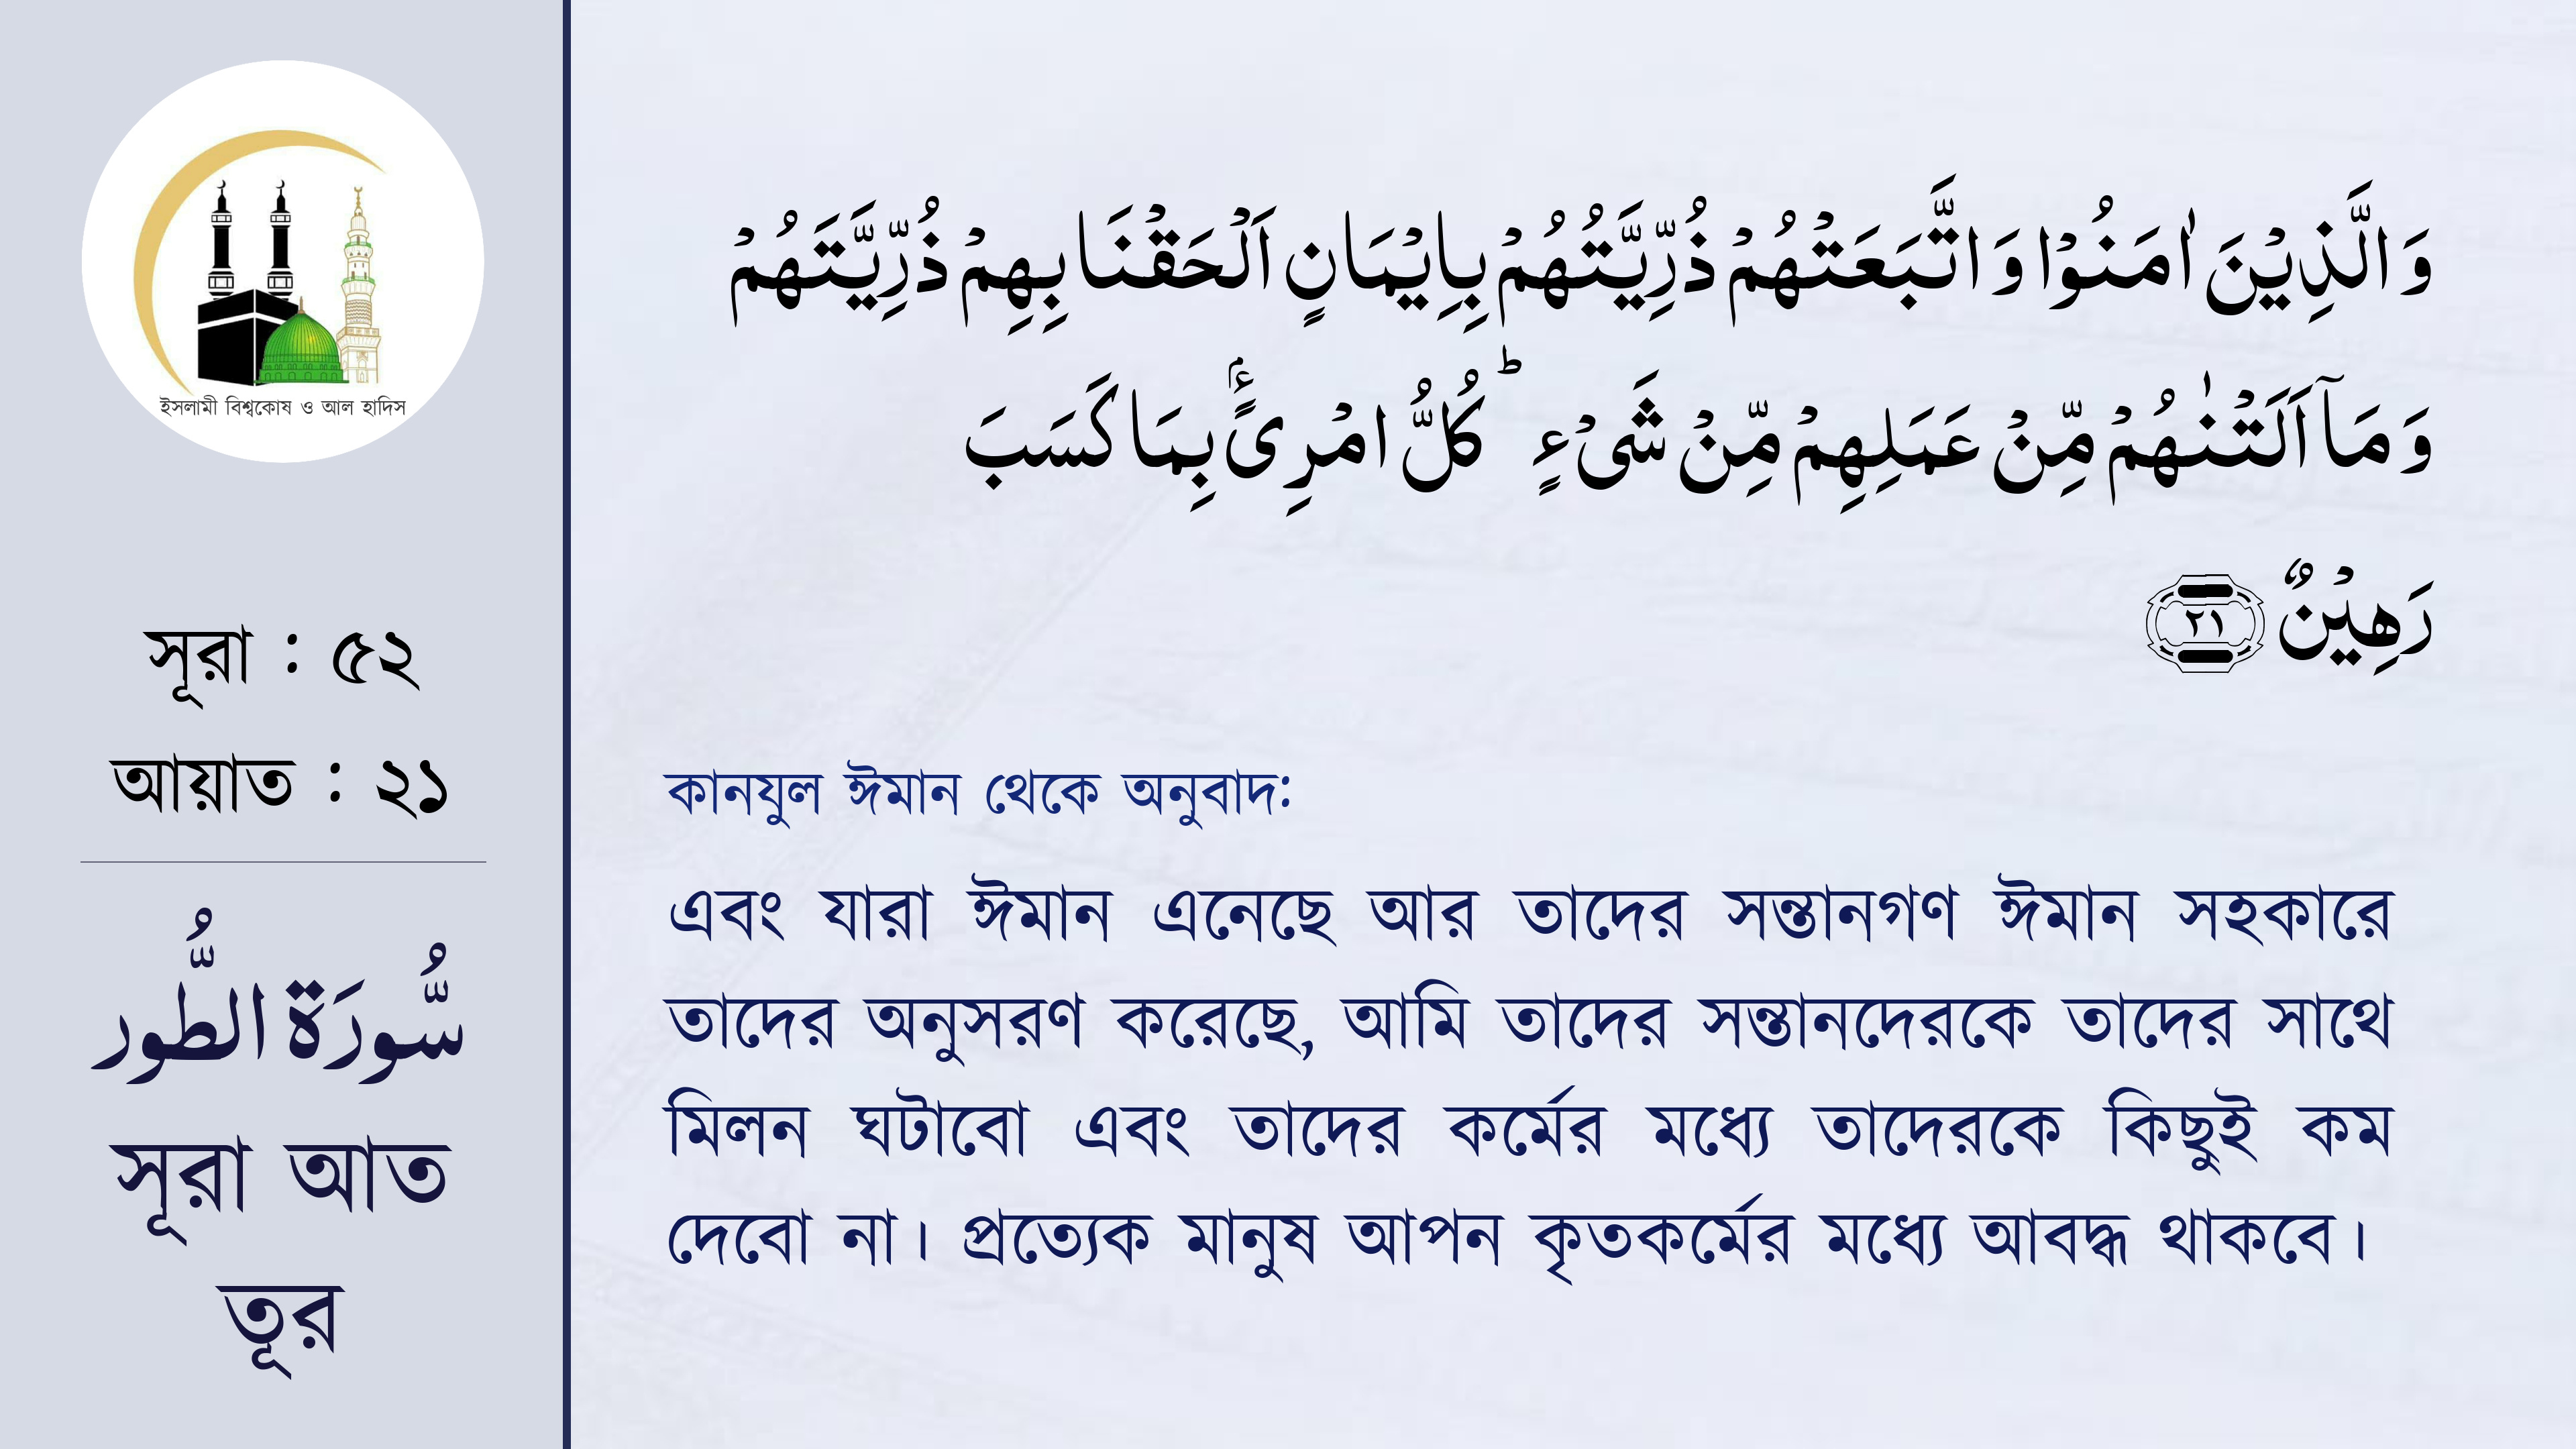 ইসলামী বিশ্বকোষ ও আল হাদিস
সূরা : ৫২
আয়াত : ২১
سُّورَة الطُّور
সূরা আত
তূর
وَ الَّذِیْنَ اٰمَنُوْا وَ اتَّبَعَتْهُمْ ذُرِّیَّتُهُمْ بِاِیْمَانٍ اَلْحَقْنَا بِهِمْ ذُرِّیَّتَهُمْ
وَ مَاۤ اَلَتْنٰهُمْ مِّنْ عَمَلِهِمْ مِّنْ شَیْءٍؕ كُلُّ امْرِئٍۭ بِمَا كَسَبَ
رَهِیْنٌ ۟ ٢١
কানযুল ঈমান থেকে অনুবাদ:
এবং যারা ঈমান এনেছে আর তাদের সন্তানগণ ঈমান সহকারে
তাদের অনুসরণ করেছে, আমি তাদের সন্তানদেরকে তাদের সাথে
মিলন ঘটাবো এবং তাদের কর্মের মধ্যে তাদেরকে কিছুই কম
দেবো না। প্রত্যেক মানুষ আপন কৃতকর্মের মধ্যে আবদ্ধ থাকবে।